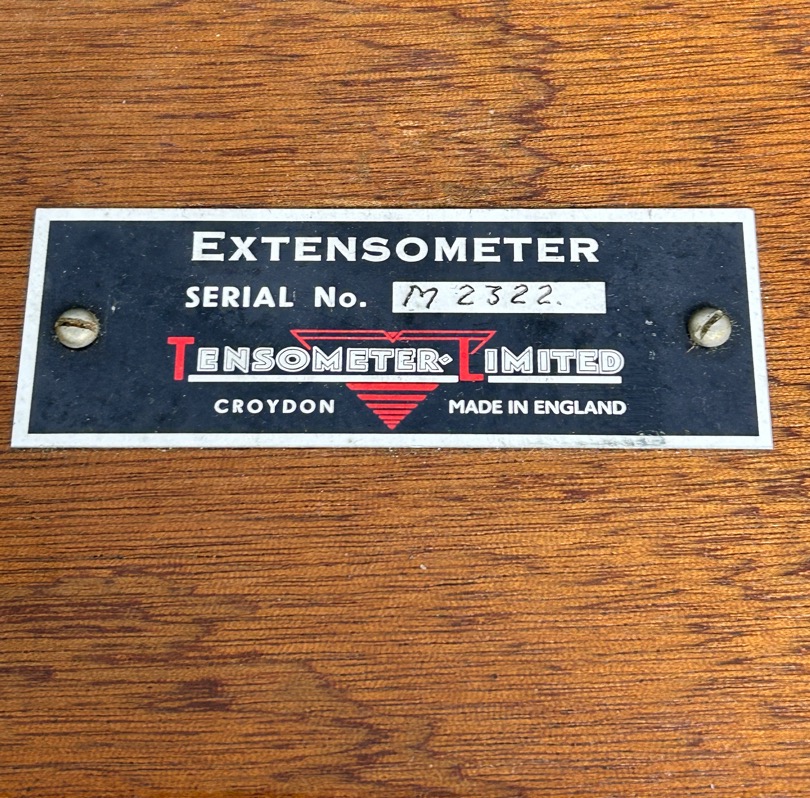 EXTENSOMETER
SERIAL No. M 2322.
TENSOMETER·LIMITED
CROYDON MADE IN ENGLAND